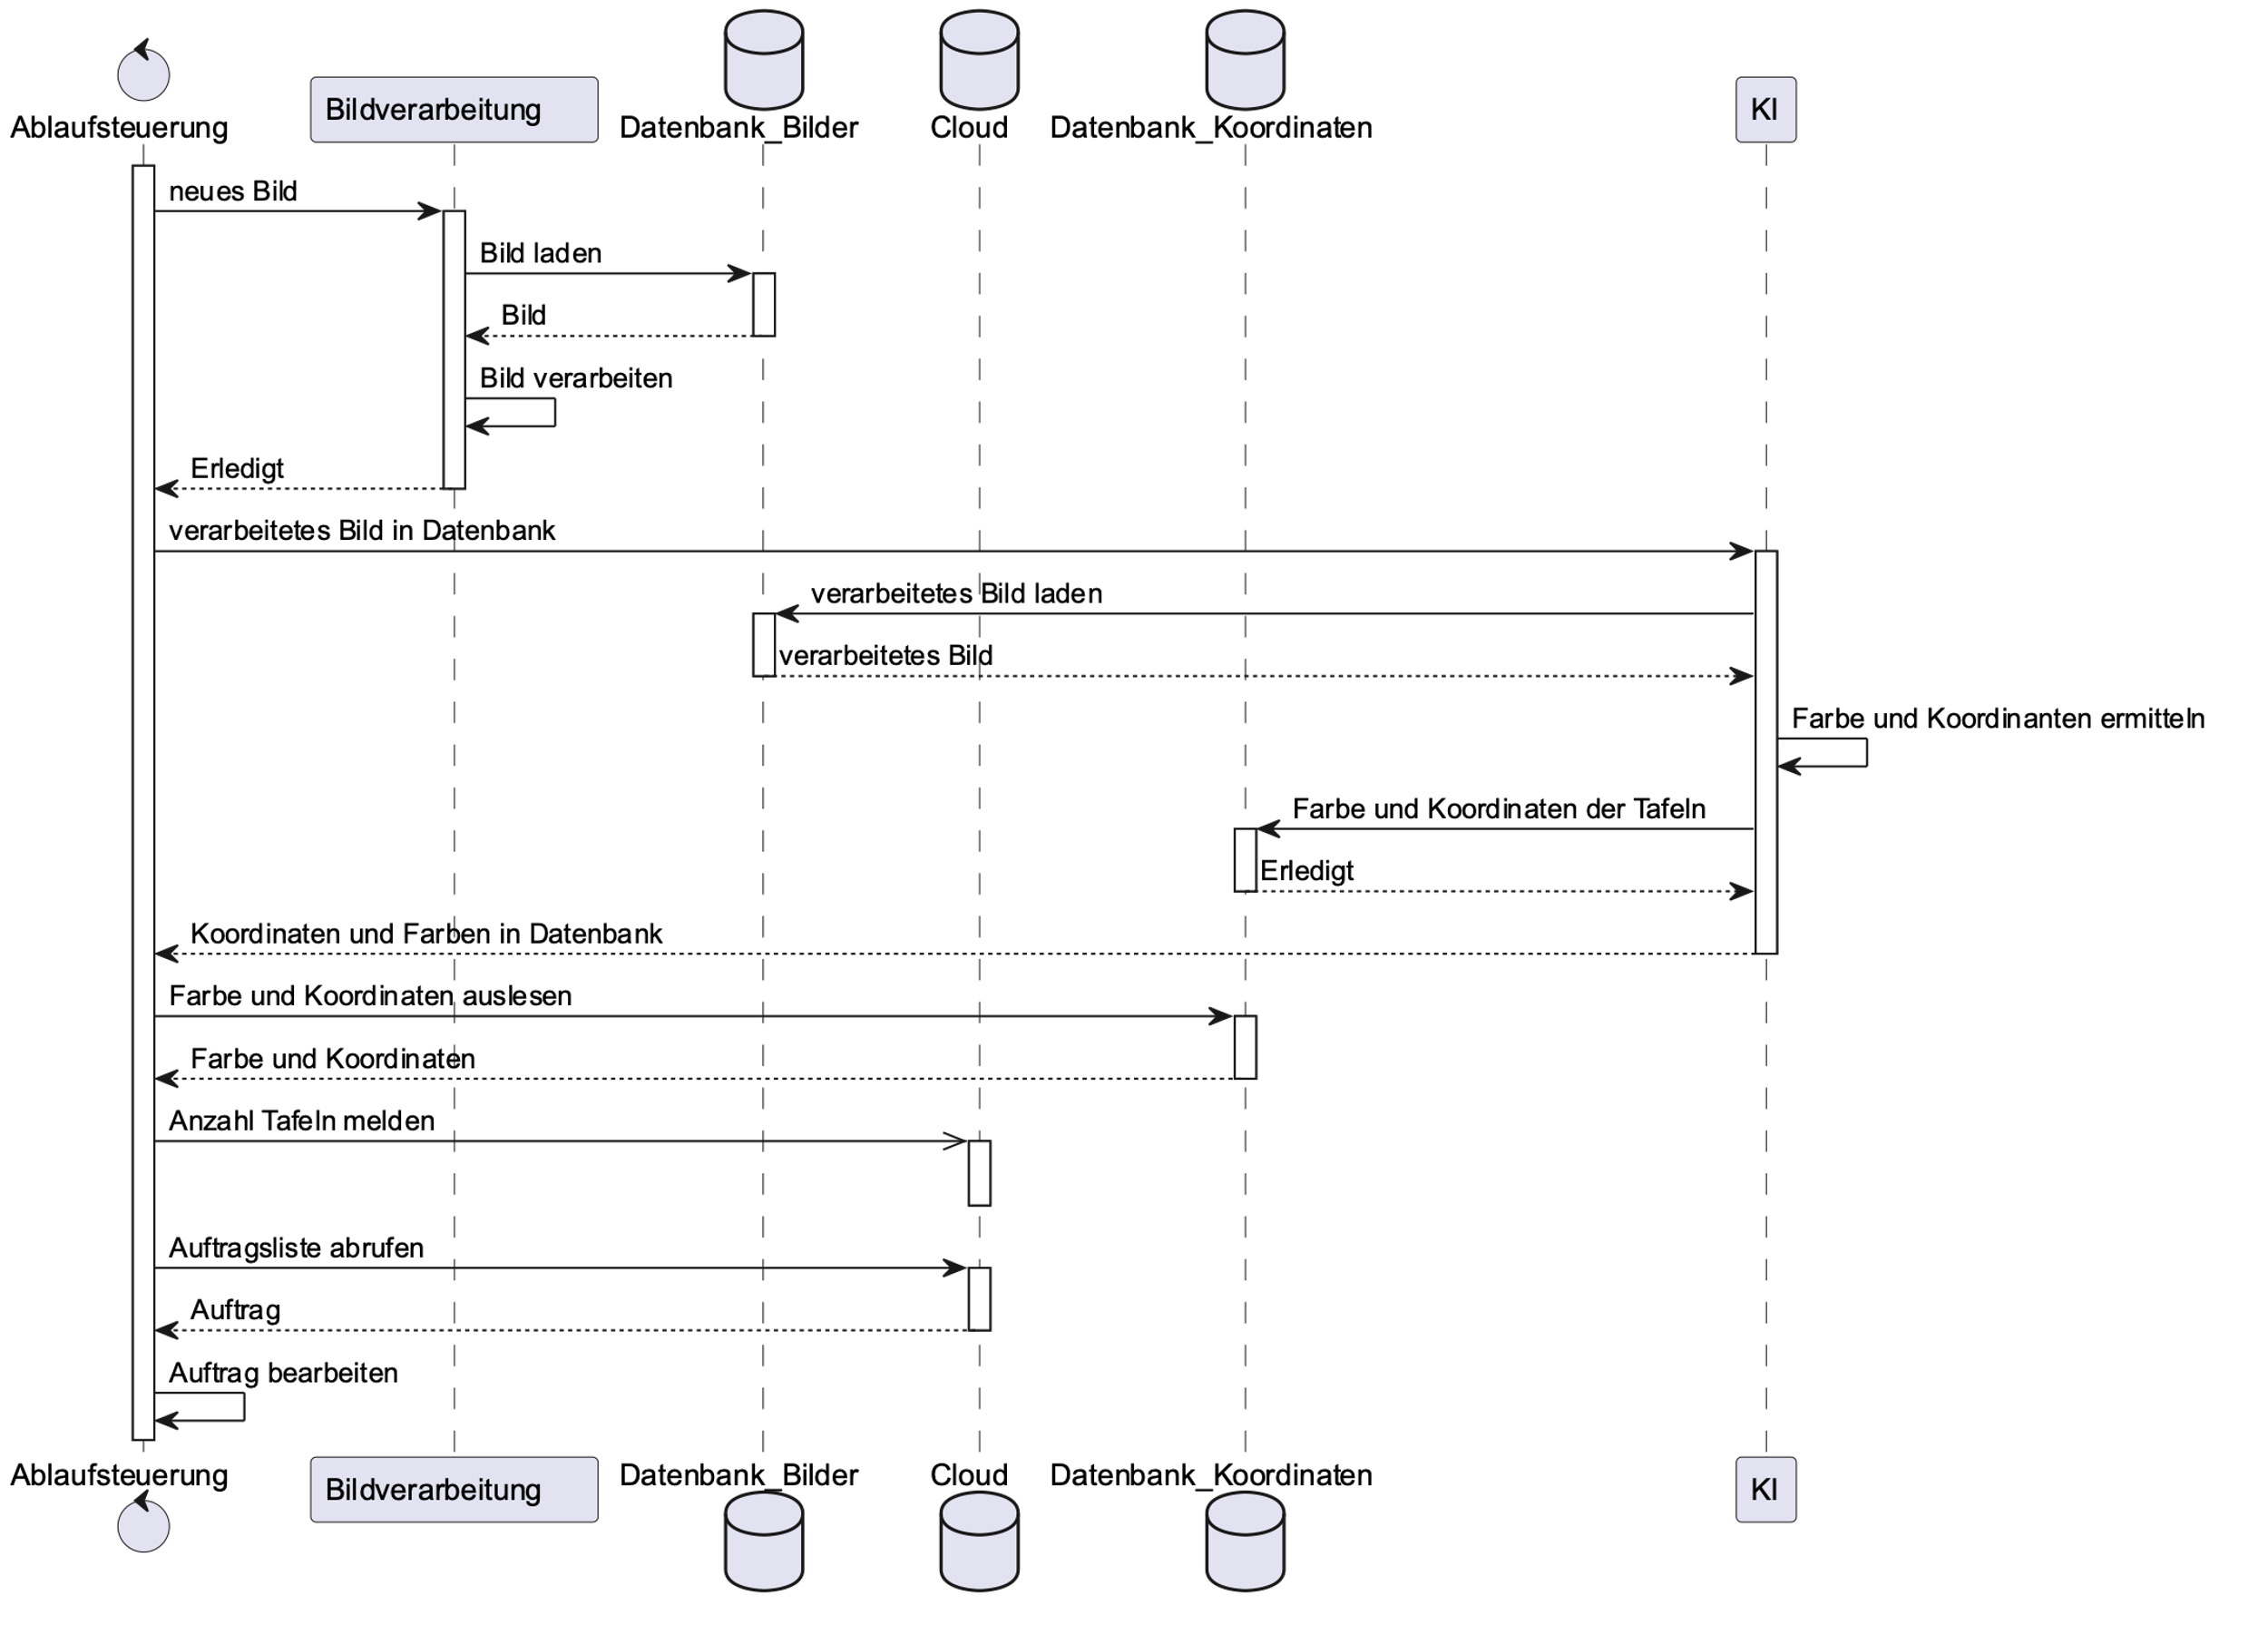 Ablaufsteuerung
Bildverarbeitung
Datenbank_Bilder
Cloud
Datenbank_Koordinaten
KI
neues Bild
Bild laden
Bild
Bild verarbeiten
Erledigt
verarbeitetes Bild in Datenbank
verarbeitetes Bild laden
verarbeitetes Bild
Farbe und Koordinanten ermitteln
Farbe und Koordinaten der Tafeln
Erledigt
Koordinaten und Farben in Datenbank
Farbe und Koordinaten auslesen
Farbe und Koordinaten
Anzahl Tafeln melden
Auftragsliste abrufen
Auftrag
Auftrag bearbeiten
Ablaufsteuerung
Bildverarbeitung
Datenbank_Bilder
Cloud
Datenbank_Koordinaten
KI